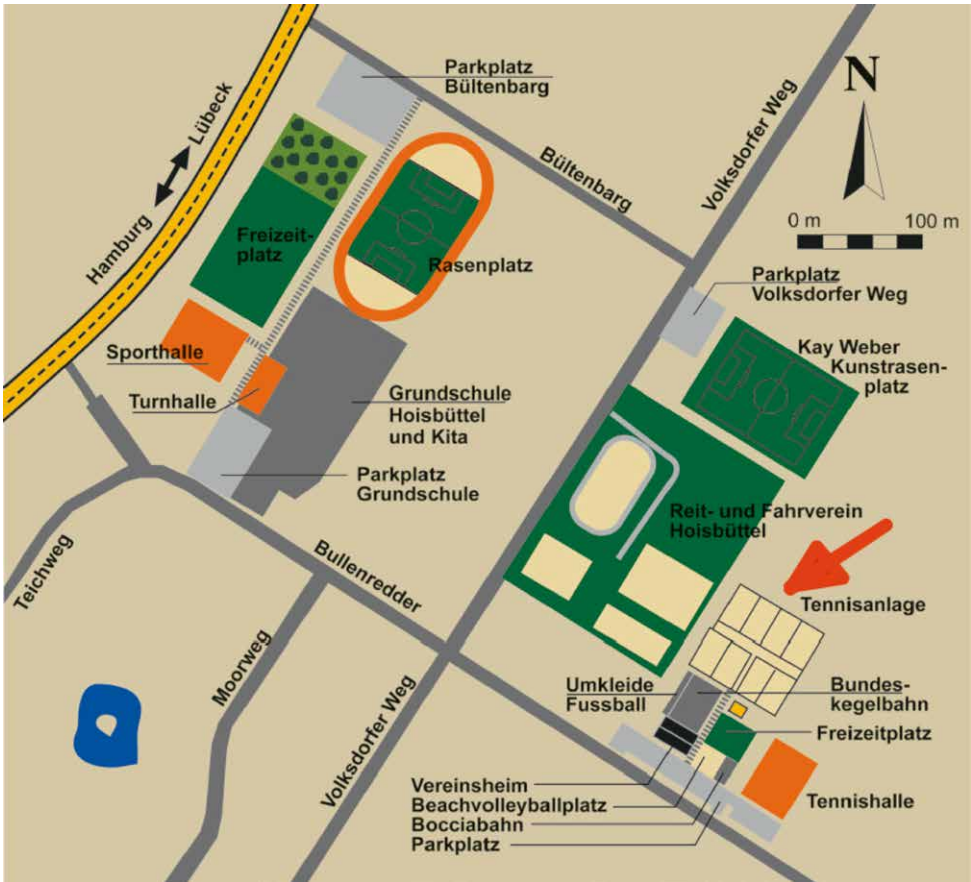 Parkplatz
Bültenbarg
N
Lübeck
Hamburg
Volksdorfer Weg
Bültenbarg
0 m 100 m
Freizeit-
platz
Rasenplatz
Parkplatz
Volksdorfer Weg
Sporthalle
Turnhalle
Kay Weber
Kunstrasen-
platz
Grundschule
Hoisbüttel
und Kita
Parkplatz
Grundschule
Reit- und Fahrverein
Hoisbüttel
Teichweg
Bullenredder
Moorweg
Volksdorfer Weg
Tennisanlage
Umkleide
Fussball
Bundes-
kegelbahn
Freizeitplatz
Vereinsheim
Beachvolleyballplatz
Bocciabahn
Parkplatz
Tennishalle